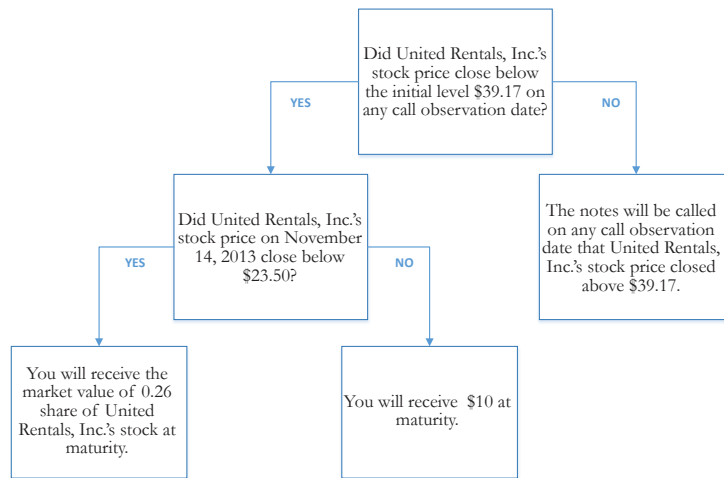 Did United Rentals, Inc.'s
stock price close below
the initial level $39.17 on
any call observation date?
YES
NO
Did United Rentals, Inc.'s
stock price on November
14, 2013 close below
$23.50?
The notes will be called
on any call observation
date that United Rentals,
Inc.'s stock price closed
above $39.17.
YES
NO
You will receive the
market value of 0.26
share of United
Rentals, Inc.'s stock at
maturity.
You will receive $10 at
maturity.